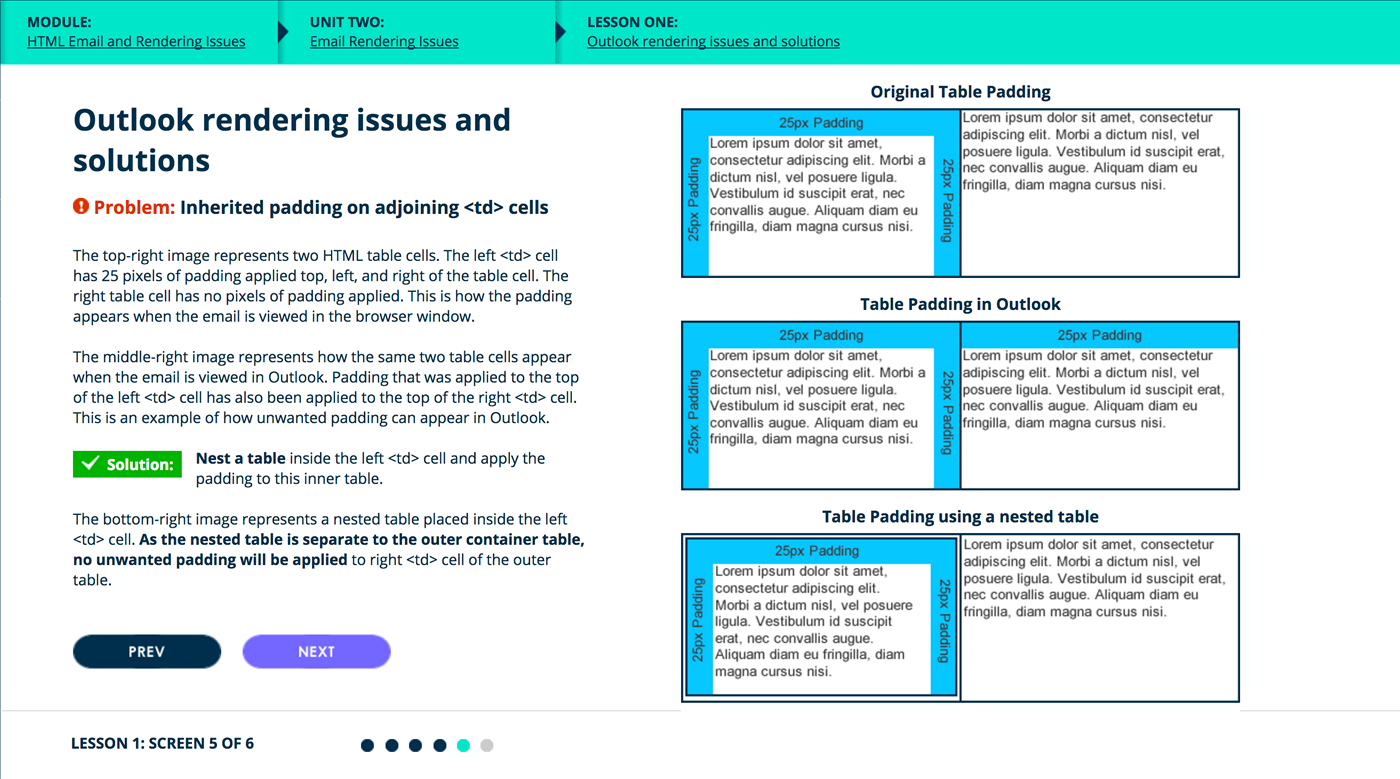 MODULE:
HTML Email and Rendering Issues
UNIT TWO:
Email Rendering Issues
LESSON ONE:
Outlook rendering issues and solutions
Outlook rendering issues and
solutions
Problem: Inherited padding on adjoining <td> cells
The top-right image represents two HTML table cells. The left <td> cell
has 25 pixels of padding applied top, left, and right of the table cell. The
right table cell has no pixels of padding applied. This is how the padding
appears when the email is viewed in the browser window.
The middle-right image represents how the same two table cells appear
when the email is viewed in Outlook. Padding that was applied to the top
of the left <td> cell has also been applied to the top of the right <td> cell.
This is an example of how unwanted padding can appear in Outlook.
Solution:
Nest a table inside the left <td> cell and apply the
padding to this inner table.
The bottom-right image represents a nested table placed inside the left
<td> cell. As the nested table is separate to the outer container table,
no unwanted padding will be applied to right <td> cell of the outer
table.
PREV
NEXT
Original Table Padding
25px Padding
25px Padding
Lorem ipsum dolor sit amet,
consectetur adipiscing elit. Morbi a
dictum nisl, vel posuere ligula.
Vestibulum id suscipit erat, nec
convallis augue. Aliquam diam eu
fringilla, diam magna cursus nisi.
25px Padding
Lorem ipsum dolor sit amet, consectetur
adipiscing elit. Morbi a dictum nisl, vel
posuere ligula. Vestibulum id suscipit erat,
nec convallis augue. Aliquam diam eu
fringilla, diam magna cursus nisi.
Table Padding in Outlook
25px Padding
25px Padding
25px Padding
Lorem ipsum dolor sit amet,
consectetur adipiscing elit. Morbi a
dictum nisl, vel posuere ligula.
Vestibulum id suscipit erat, nec
convallis augue. Aliquam diam eu
fringilla, diam magna cursus nisi.
25px Padding
Lorem ipsum dolor sit amet, consectetur
adipiscing elit. Morbi a dictum nisl, vel
posuere ligula. Vestibulum id suscipit erat,
nec convallis augue. Aliquam diam eu
fringilla, diam magna cursus nisi.
Table Padding using a nested table
25px Padding
25px Padding
Lorem ipsum dolor sit amet,
consectetur adipiscing elit.
Morbi a dictum nisl, vel posuere
ligula. Vestibulum id suscipit
erat, nec convallis augue.
Aliquam diam eu fringilla, diam
magna cursus nisi.
25px Padding
Lorem ipsum dolor sit amet, consectetur
adipiscing elit. Morbi a dictum nisl, vel
posuere ligula. Vestibulum id suscipit erat,
nec convallis augue. Aliquam diam eu
fringilla, diam magna cursus nisi.
LESSON 1: SCREEN 5 OF 6